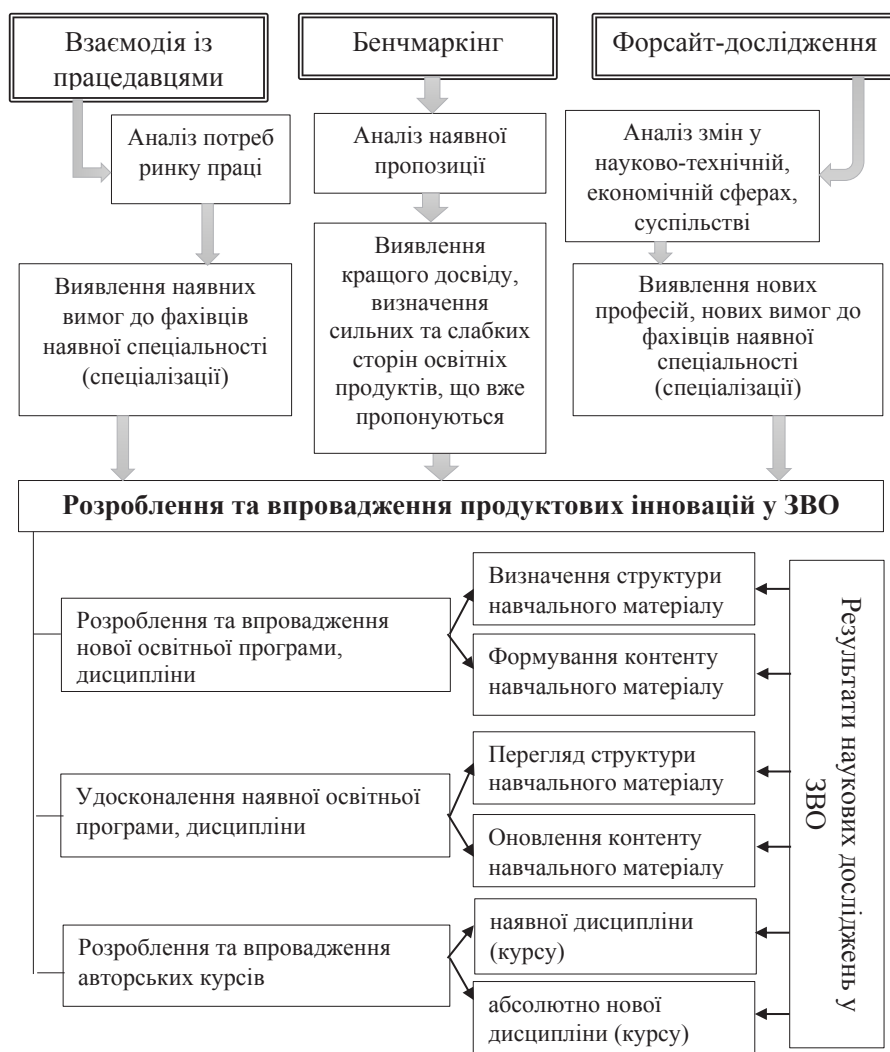 Взаємодія із
працедавцями
Бенчмаркінг
Форсайт-дослідження
Аналіз потреб
ринку праці
Аналіз наявної
пропозиції
Аналіз змін у
науково-технічній,
економічній сферах,
суспільстві
Виявлення наявних
вимог до фахівців
наявної спеціальності
(спеціалізації)
Виявлення
кращого досвіду,
визначення
сильних та слабких
сторін освітніх
продуктів, що вже
пропонуються
Виявлення нових
професій, нових вимог до
фахівців наявної
спеціальності
(спеціалізації)
Розроблення та впровадження продуктових інновацій у ЗВО
Розроблення та впровадження
нової освітньої програми,
дисципліни
Визначення структури
навчального матеріалу
Формування контенту
навчального матеріалу
Удосконалення наявної освітньої
програми, дисципліни
Перегляд структури
навчального матеріалу
Оновлення контенту
навчального матеріалу
Розроблення та впровадження
авторських курсів
наявної дисципліни
(курсу)
абсолютно нової
дисципліни (курсу)
Результати наукових досліджень у
ЗВО